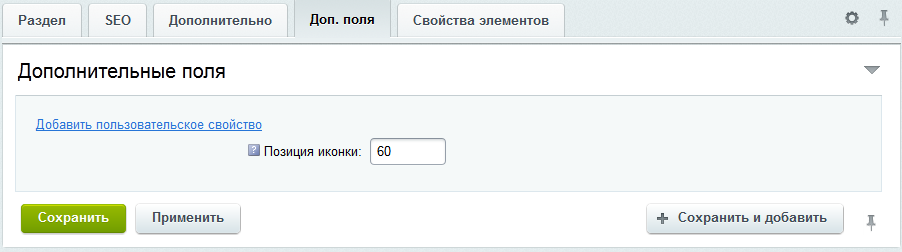 Раздел SEO Дополнительно Доп. поля Свойства элементов
Дополнительные поля
Добавить пользовательское свойство
? Позиция иконки: 60
Сохранить Применить + Сохранить и добавить